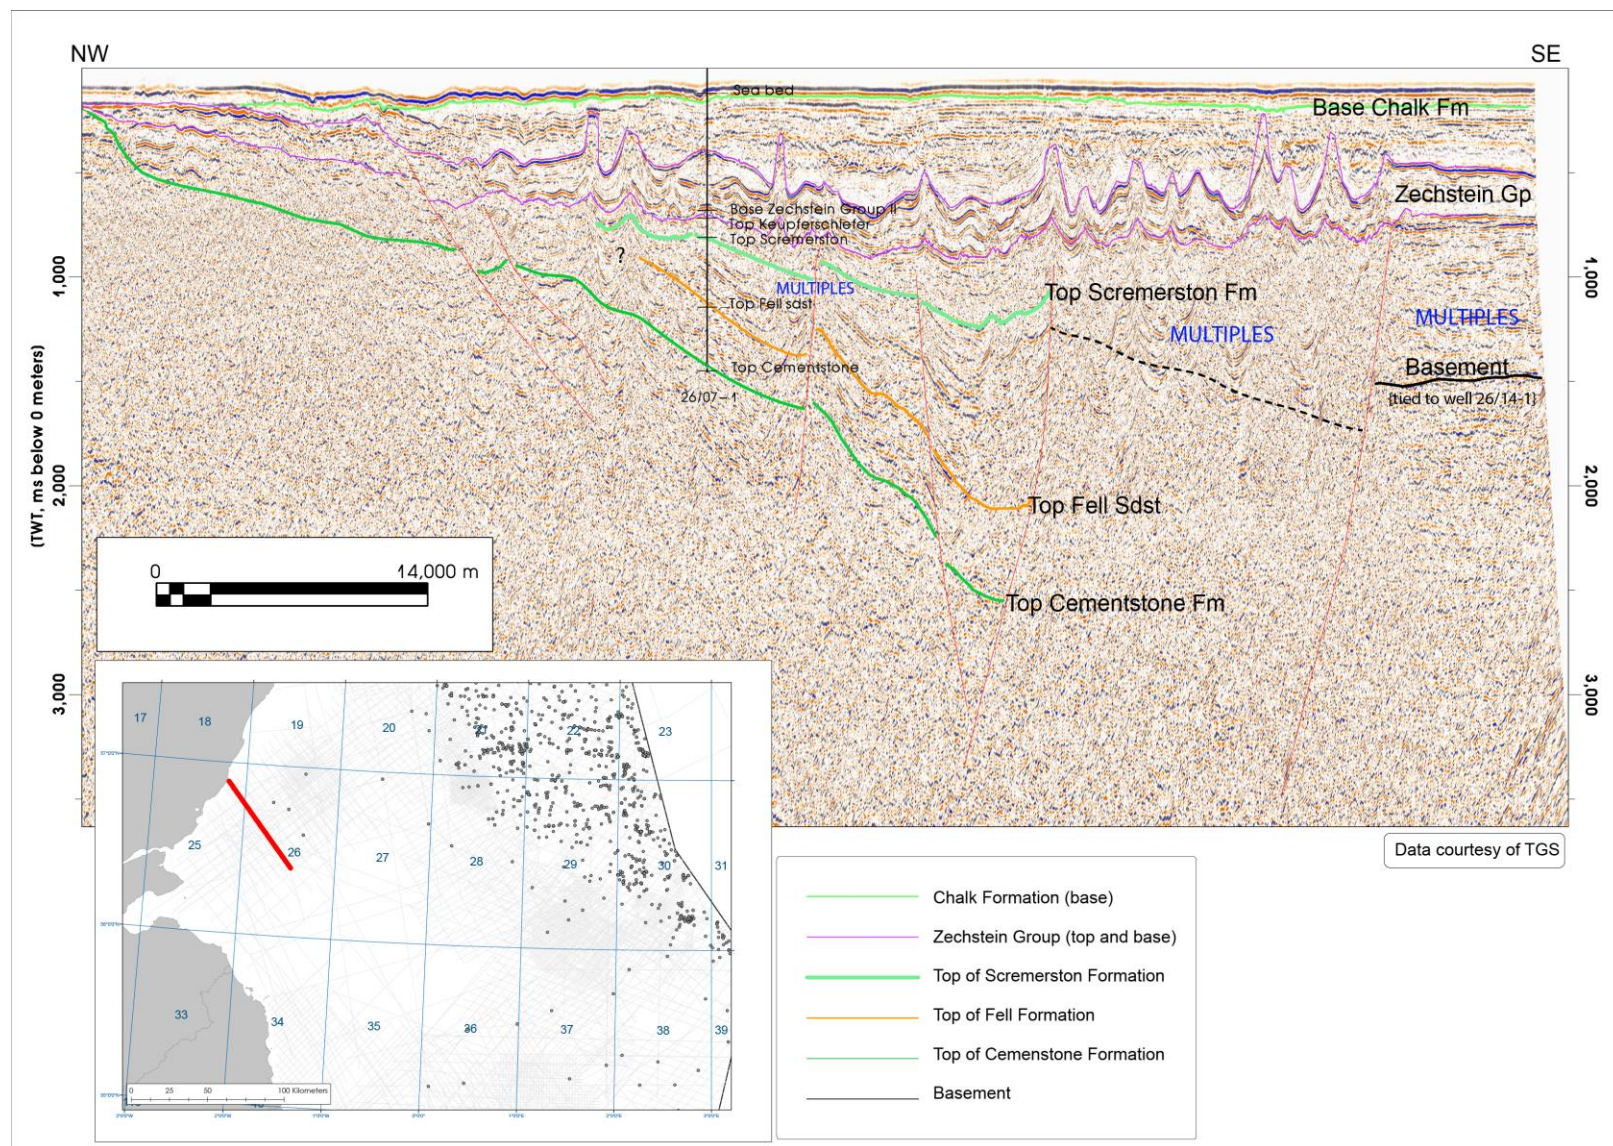 NW
SE
Sea bed
Base Chalk Fm
Zechstein Gp
Base Zechstein Group II
Top Keupferschiefer
Top Scremerston
?
1,000
1,000
MULTIPLES
Top Scremerston Fm
Top Fell sdst
MULTIPLES
MULTIPLES
Top Cementstone
Basement
(tied to well 26/14-1)
26/07-1
(TWT, ms below 0 meters)
2,000
2,000
Top Fell Sdst
0
14,000 m
Top Cementstone Fm
3,000
3,000
17
18
19
20
21
22
23
25
26
27
28
29
30
31
33
34
35
36
37
38
39
0
25
50
100 Kilometers
Data courtesy of TGS
Chalk Formation (base)
Zechstein Group (top and base)
Top of Scremerston Formation
Top of Fell Formation
Top of Cemenstone Formation
Basement